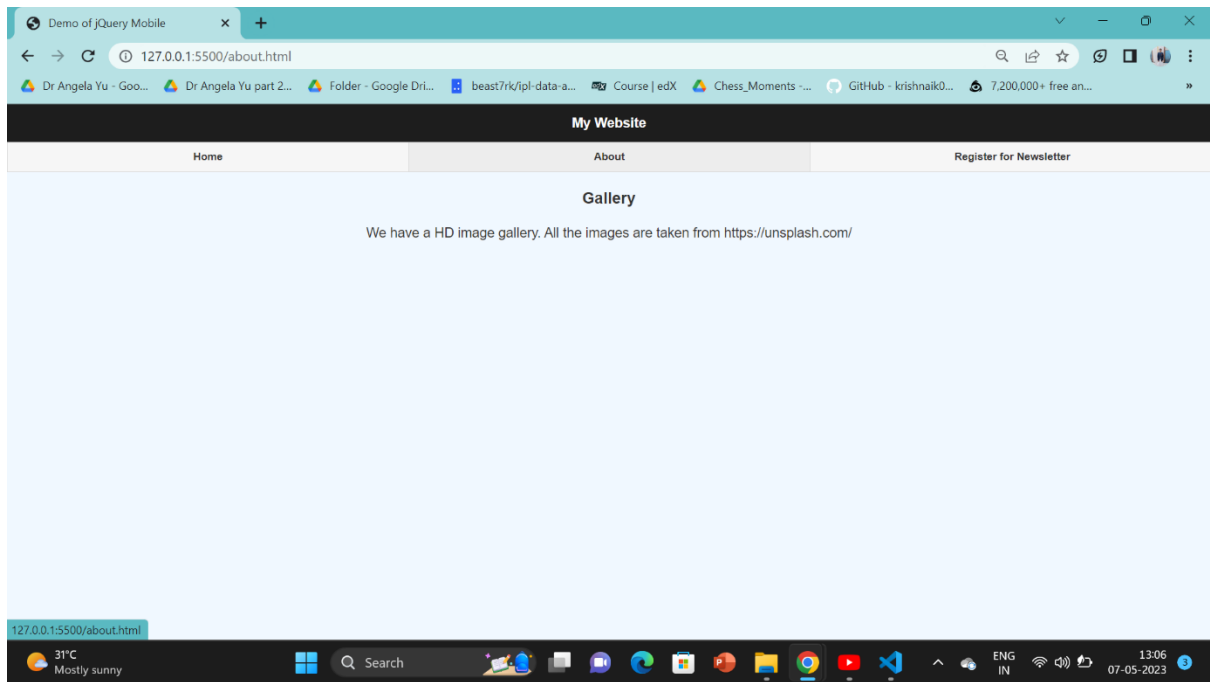 Demo of jQuery Mobile
127.0.0.1:5500/about.html
Dr Angela Yu - Goo... Dr Angela Yu part 2... Folder - Google Dri... beast7rk/ipl-data-a... Course | edX Chess_Moments -... GitHub - krishnaik0... 7,200,000+ free an... »
My Website
Home About Register for Newsletter
Gallery
We have a HD image gallery. All the images are taken from https://unsplash.com/
127.0.0.1:5500/about.html
31°C
Mostly sunny
Search
ENG
IN
13:06
07-05-2023
3